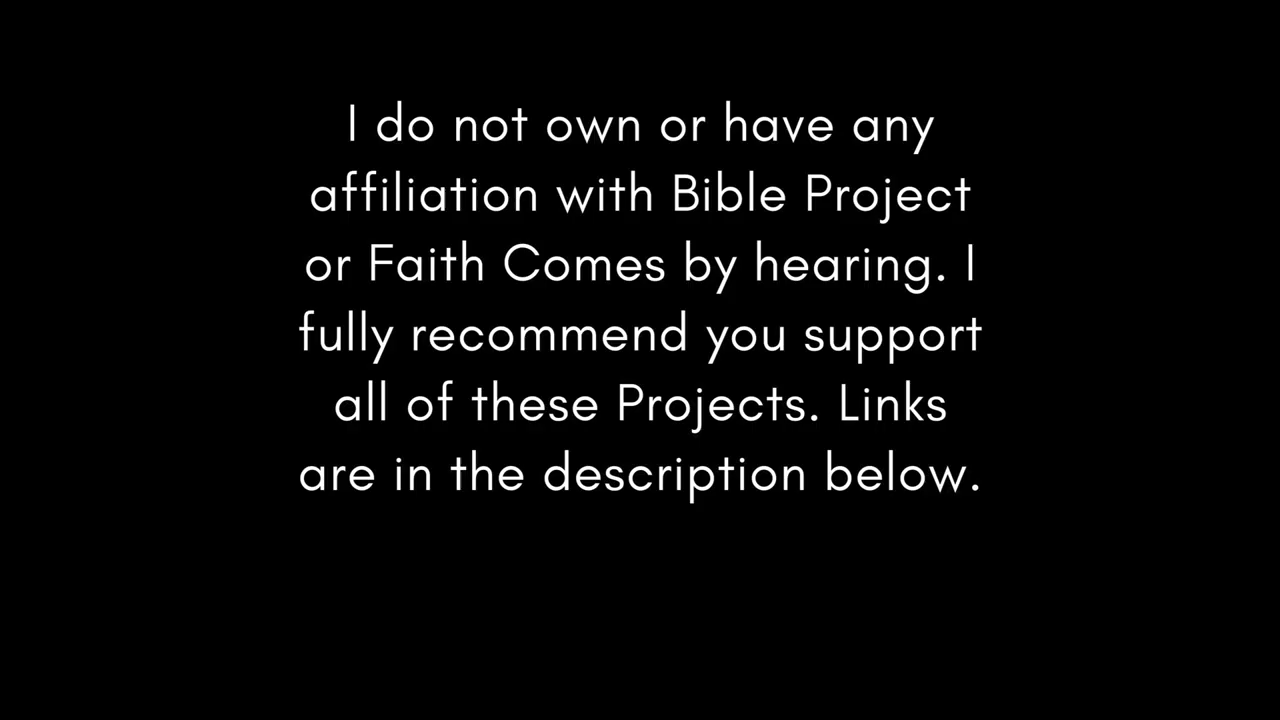 I do not own or have any
affiliation with Bible Project
or Faith Comes by hearing. I
fully recommend you support
all of these Projects. Links
are in the description below.